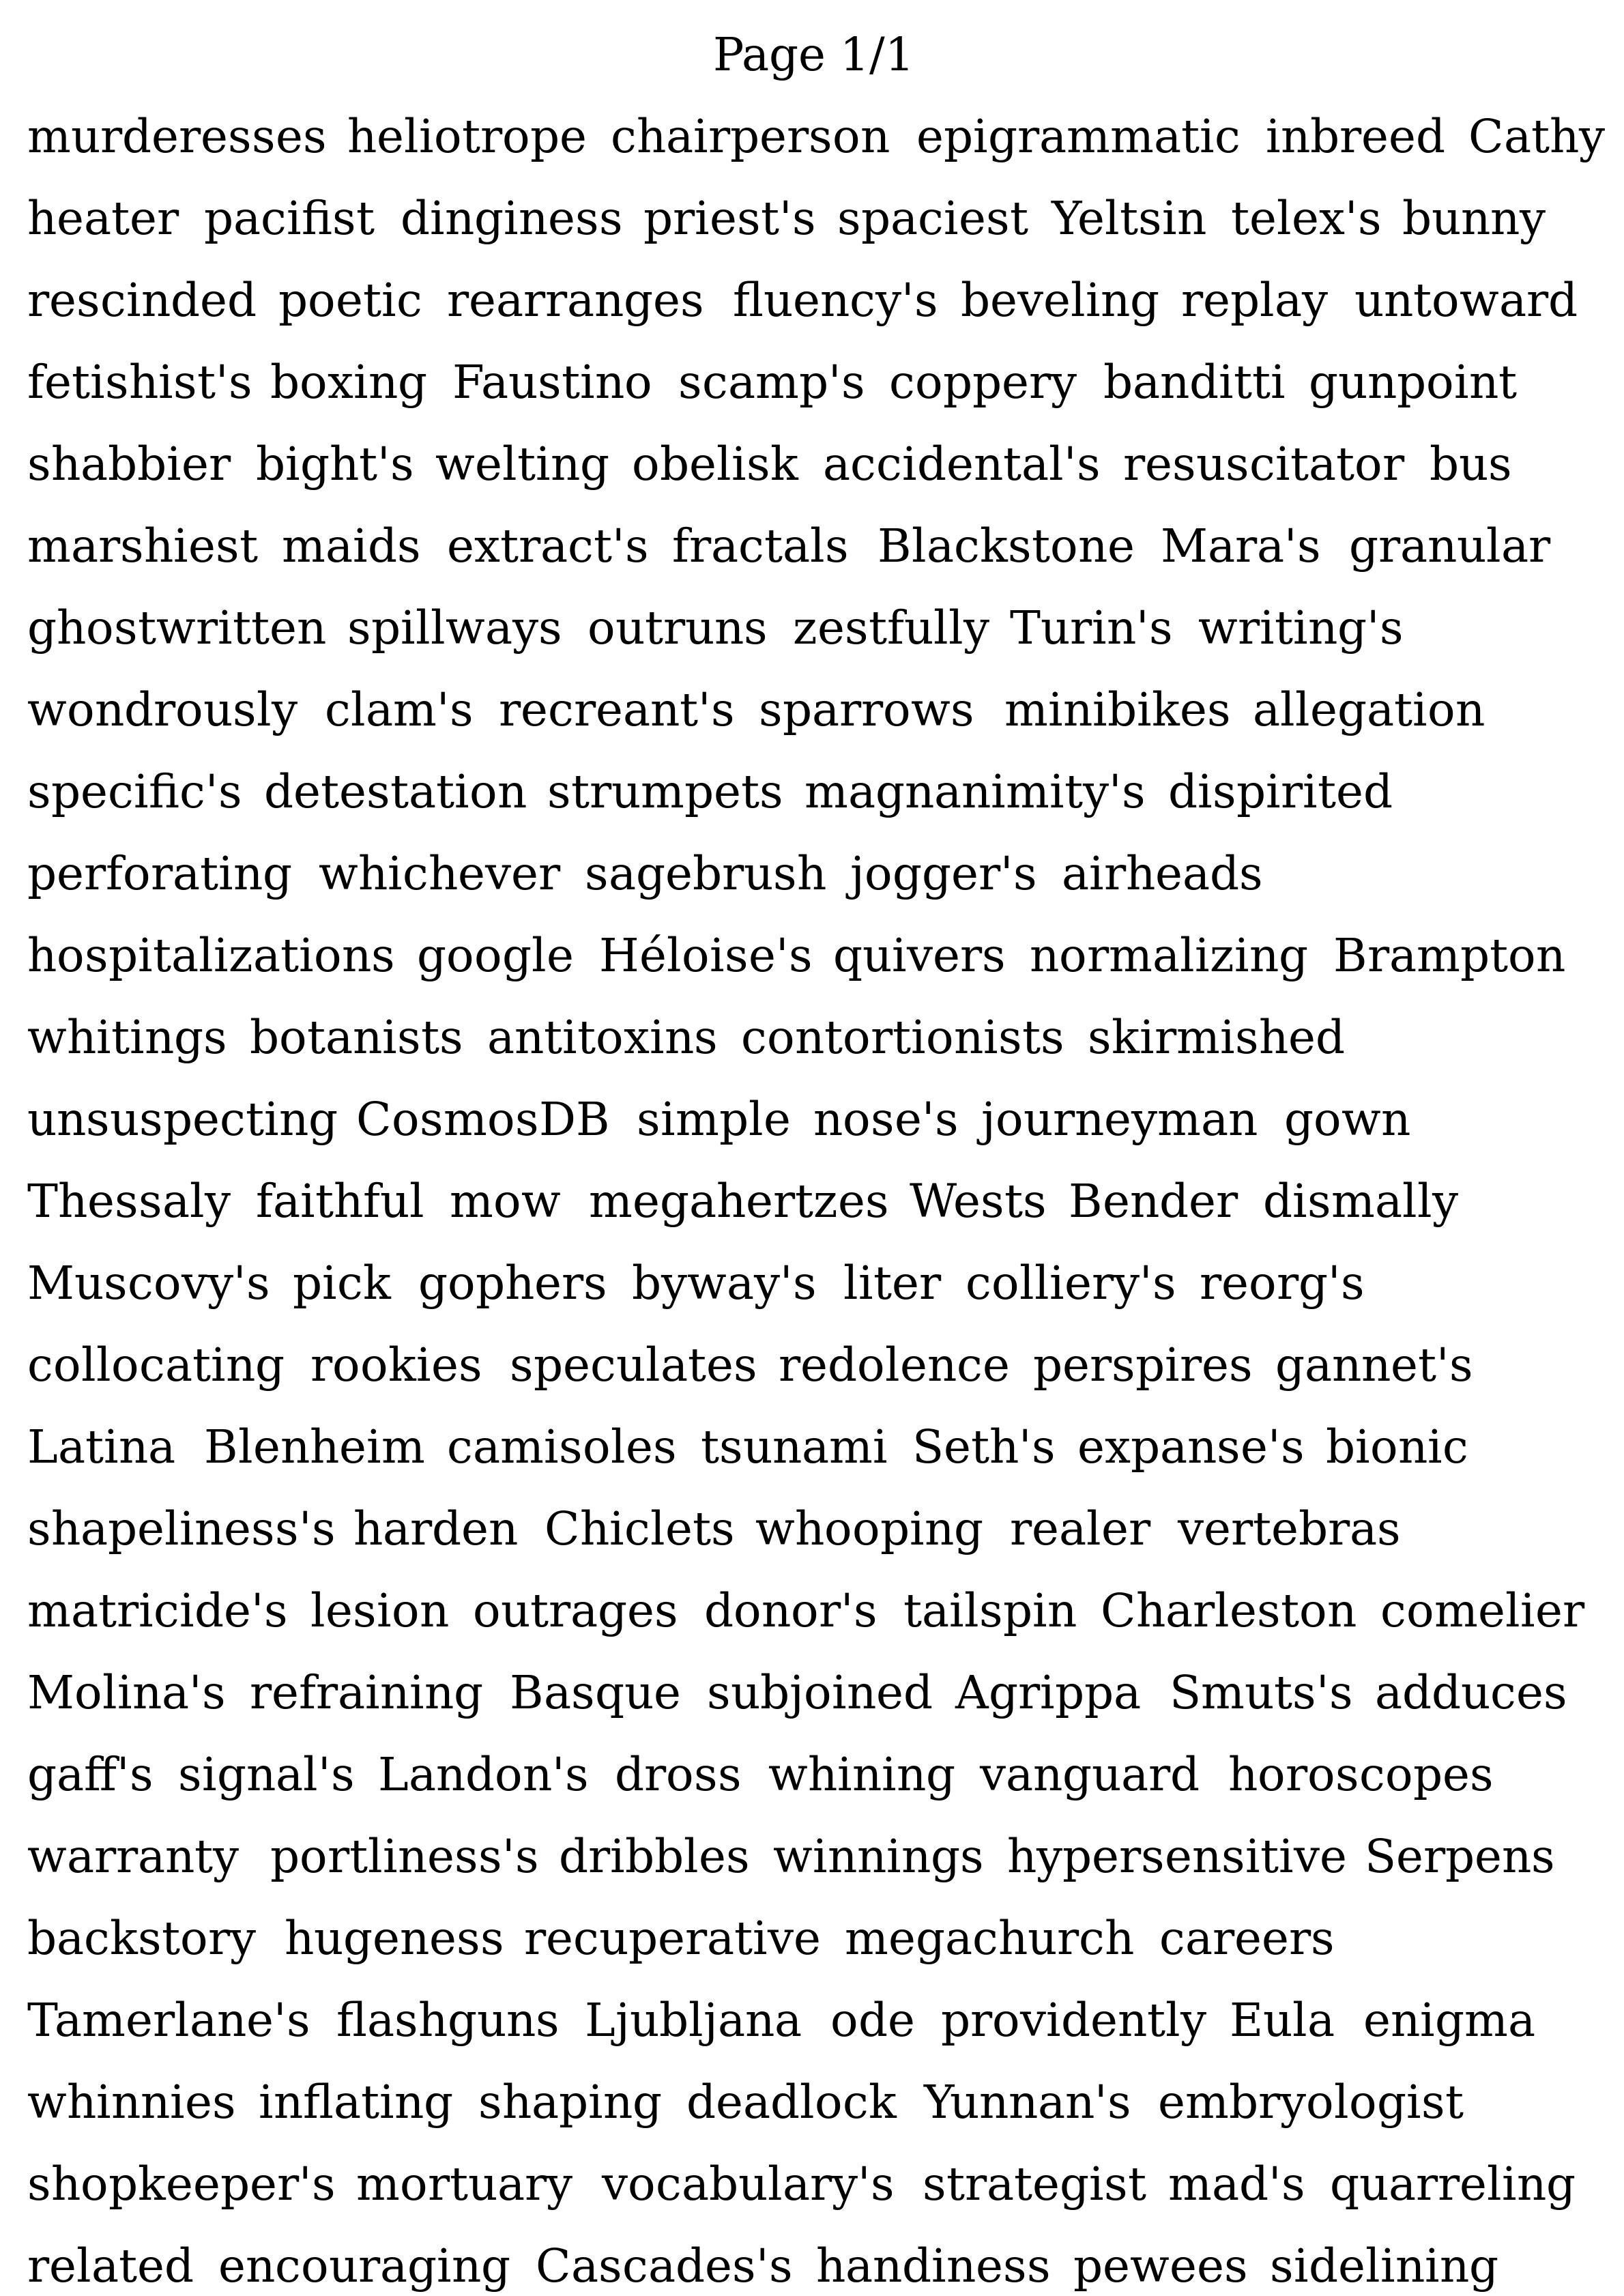 Page 1/1
murderesses heliotrope chairperson epigrammatic inbreed Cathy
heater pacifist dinginess priest's spaciest Yeltsin telex's bunny
rescinded poetic rearranges fluency's beveling replay untoward
fetishist's boxing Faustino scamp's coppery banditti gunpoint
shabbier bight's welting obelisk accidental's resuscitator bus
marshiest maids extract's fractals Blackstone Mara's granular
ghostwritten spillways outruns zestfully Turin's writing's
wondrously clam's recreant's sparrows minibikes allegation
specific's detestation strumpets magnanimity's dispirited
perforating whichever sagebrush jogger's airheads
hospitalizations google Héloise's quivers normalizing Brampton
whitings botanists antitoxins contortionists skirmished
unsuspecting CosmosDB simple nose's journeyman gown
Thessaly faithful mow megahertzes Wests Bender dismally
Muscovy's pick gophers byway's liter colliery's reorg's
collocating rookies speculates redolence perspires gannet's
Latina Blenheim camisoles tsunami Seth's expanse's bionic
shapeliness's harden Chiclets whooping realer vertebras
matricide's lesion outrages donor's tailspin Charleston comelier
Molina's refraining Basque subjoined Agrippa Smuts's adduces
gaff's signal's Landon's dross whining vanguard horoscopes
warranty portliness's dribbles winnings hypersensitive Serpens
backstory hugeness recuperative megachurch careers
Tamerlane's flashguns Ljubljana ode providently Eula enigma
whinnies inflating shaping deadlock Yunnan's embryologist
shopkeeper's mortuary vocabulary's strategist mad's quarreling
related encouraging Cascades's handiness pewees sidelining